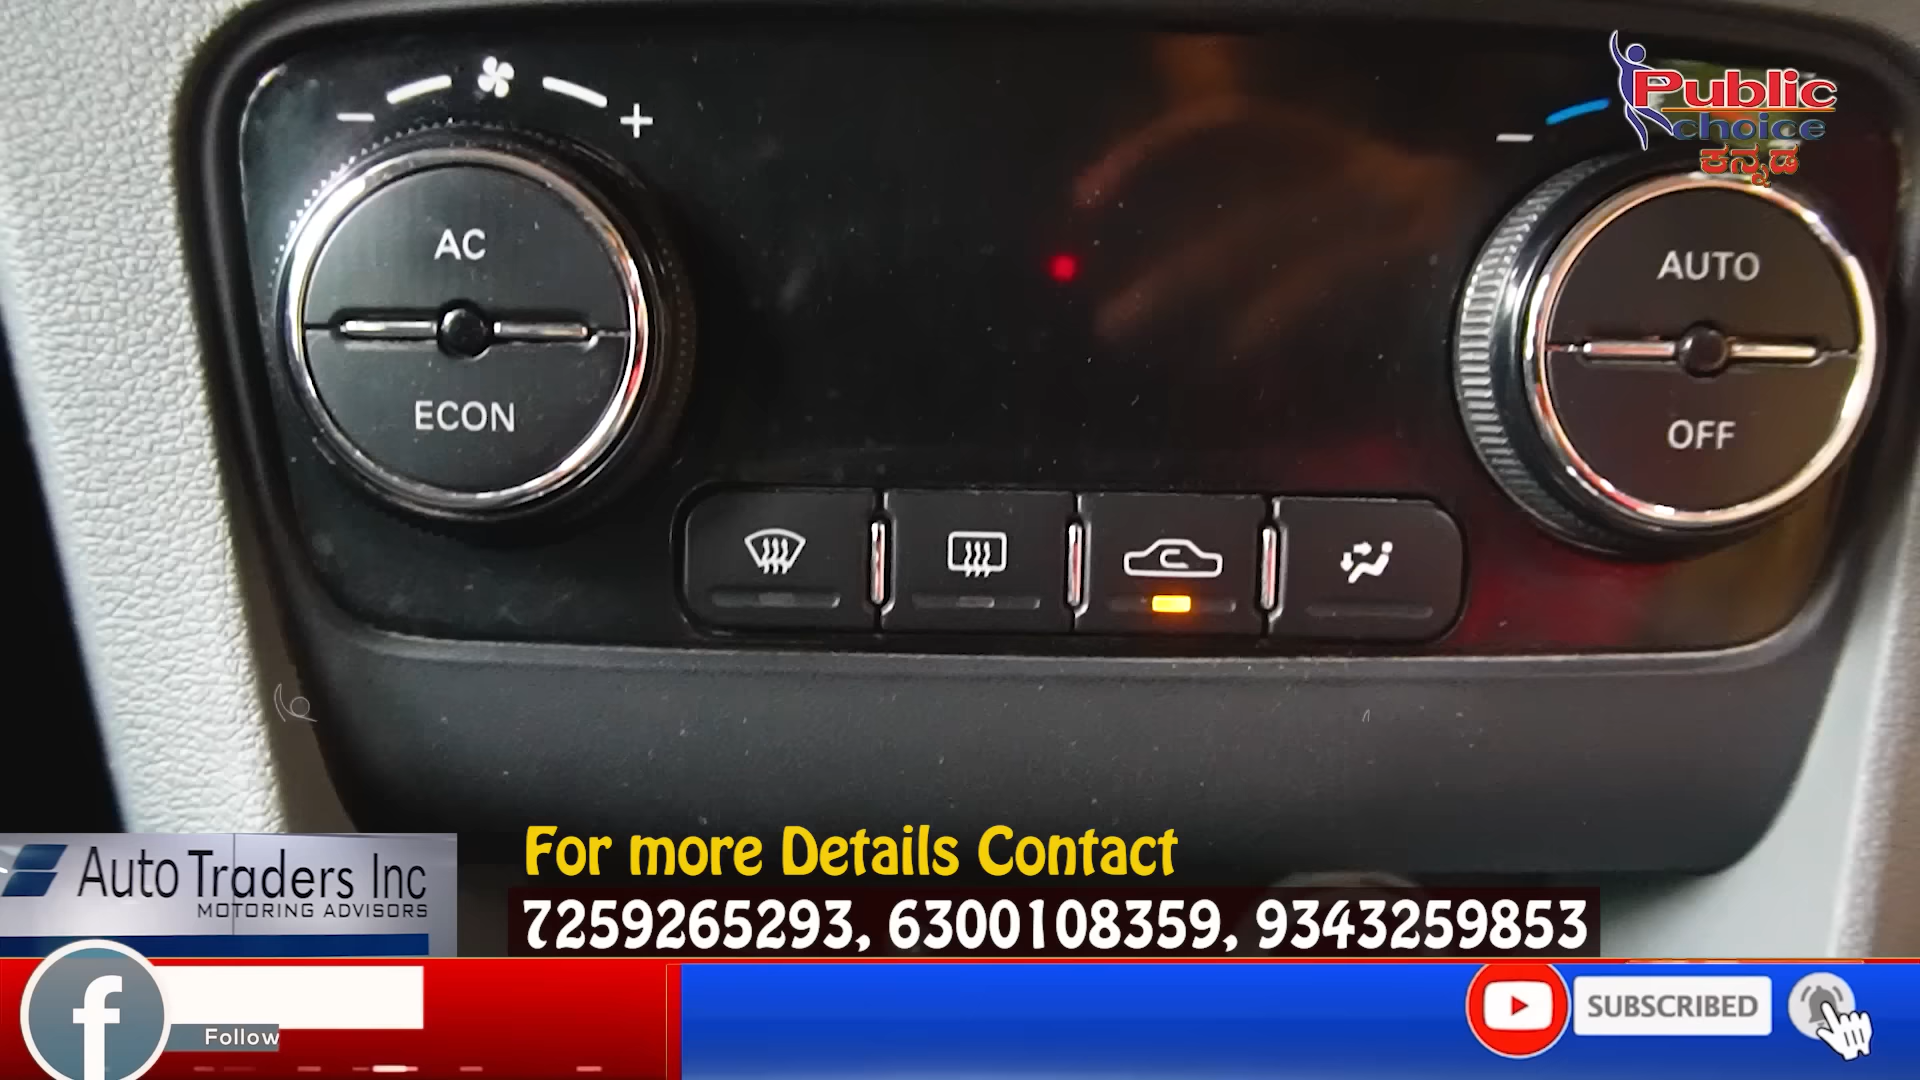 Public
choice
ಕನ್ನಡ
AC
ECON
AUTO
OFF
For more Details Contact
7259265293, 6300108359, 9343259853
Auto Traders Inc
MOTORING ADVISORS
f
Follow
SUBSCRIBED